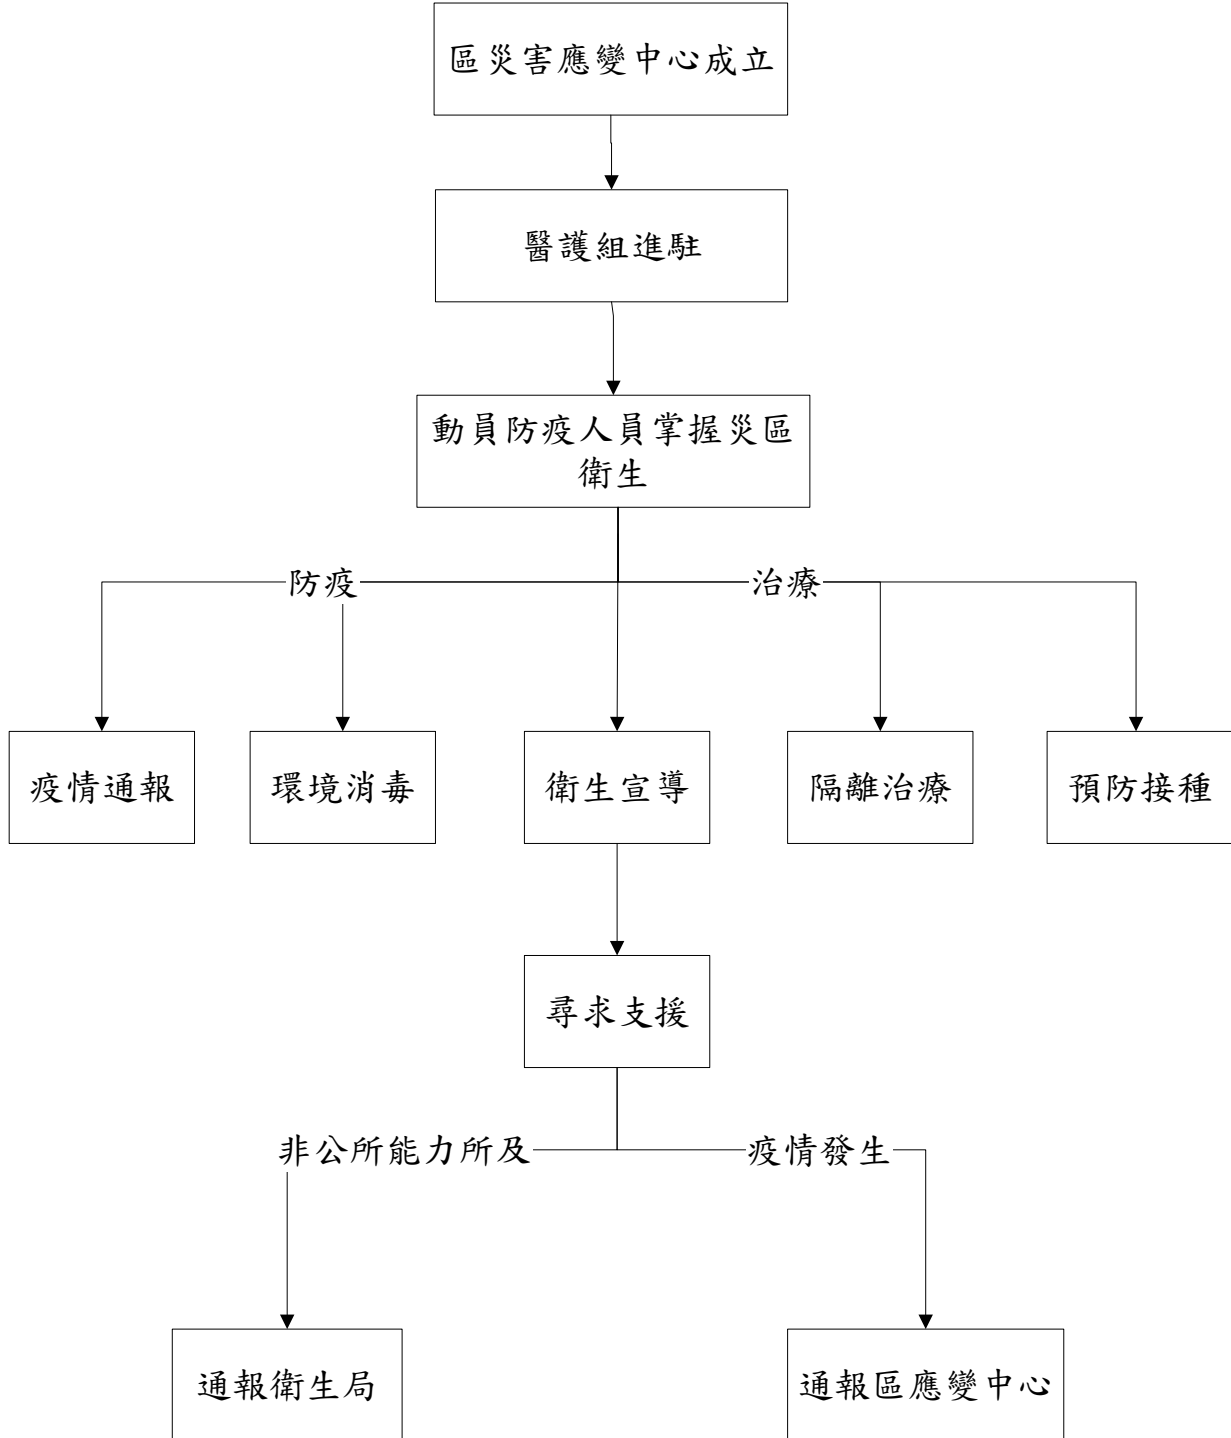 區災害應變中心成立
醫護組進駐
動員防疫人員掌握災區
衛生
防疫
治療
疫情通報
環境消毒
衛生宣導
隔離治療
預防接種
尋求支援
非公所能力所及
疫情發生
通報衛生局
通報區應變中心